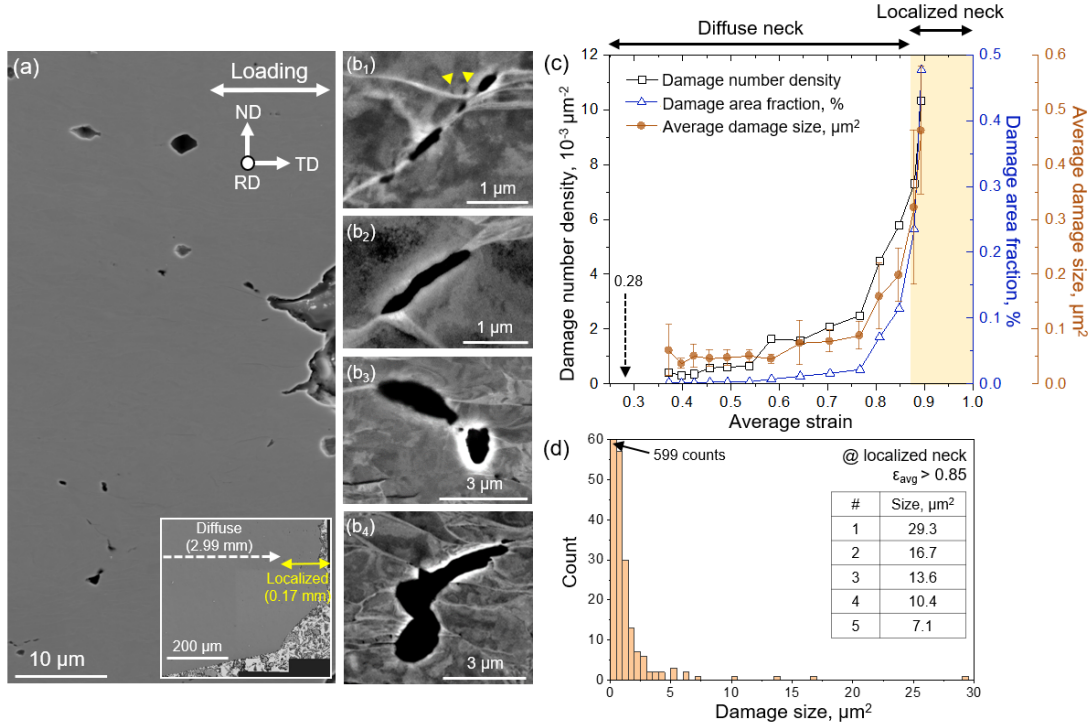 (a)
Loading
ND
TD
RD
Diffuse
(2.99 mm)
Localized
(0.17 mm)
200 µm
10 µm
(b1)
1 µm
(b2)
1 µm
(b3)
3 µm
(b4)
3 µm
Diffuse neck
Localized neck
(c)
Damage number density
Damage area fraction, %
Average damage size, µm²
0.28
Damage number density, 10⁻³ µm⁻²
12
10
8
6
4
2
0
0.3
0.4
0.5
0.6
0.7
0.8
0.9
1.0
Average strain
0.5
0.4
0.3
0.2
0.1
0.0
Damage area fraction, %
0.6
0.5
0.4
0.3
0.2
0.1
0.0
Average damage size, µm²
(d)
599 counts
@ localized neck
εavg > 0.85
# Size, µm²
1 29.3
2 16.7
3 13.6
4 10.4
5 7.1
Count
60
50
40
30
20
10
0
0
5
10
15
20
25
30
Damage size, µm²